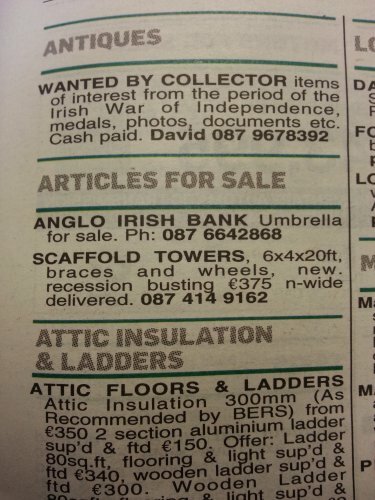 ANTIQUES
WANTED BY COLLECTOR items
of interest from the period of the
Irish War of Independence,
medals, photos, documents etc.
Cash paid. David 087 9678392
ARTICLES FOR SALE
ANGLO IRISH BANK Umbrella
for sale. Ph: 087 6642868
SCAFFOLD TOWERS, 6x4x20ft,
braces and wheels, new.
recession busting €375 n-wide
delivered. 087 414 9162
ATTIC INSULATION
& LADDERS
ATTIC FLOORS & LADDERS
Attic Insulation 300mm (As
Recommended by BERS) from
€350 2 section aluminium ladder
sup'd & ftd €150. Offer: Ladder
80sq.ft, flooring & light sup'd &
ftd €340, wooden ladder sup'd &
ftd €300. Wooden Ladder
80sq.ft flooring & light sup'd &